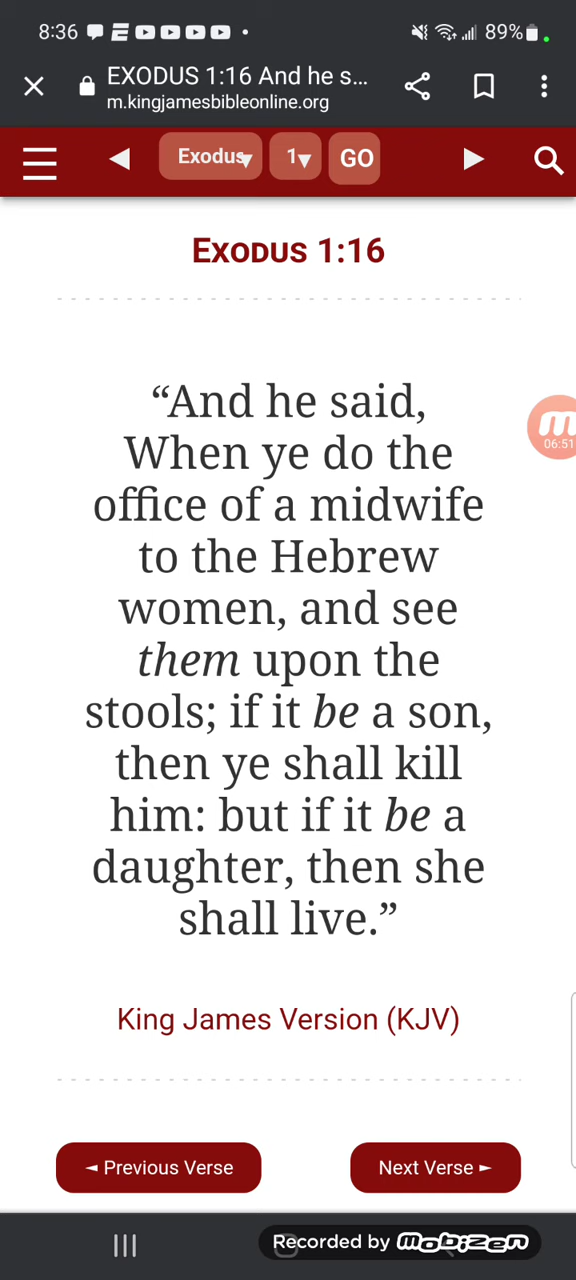 8:36 89%
EXODUS 1:16 And he s...
m.kingjamesbibleonline.org
Exodus 1 GO
EXODUS 1:16
“And he said,
When ye do the
office of a midwife
to the Hebrew
women, and see
them upon the
stools; if it be a son,
then ye shall kill
him: but if it be a
daughter, then she
shall live.”
m
06:51
King James Version (KJV)
◄ Previous Verse
Next Verse ►
Recorded by mobizen